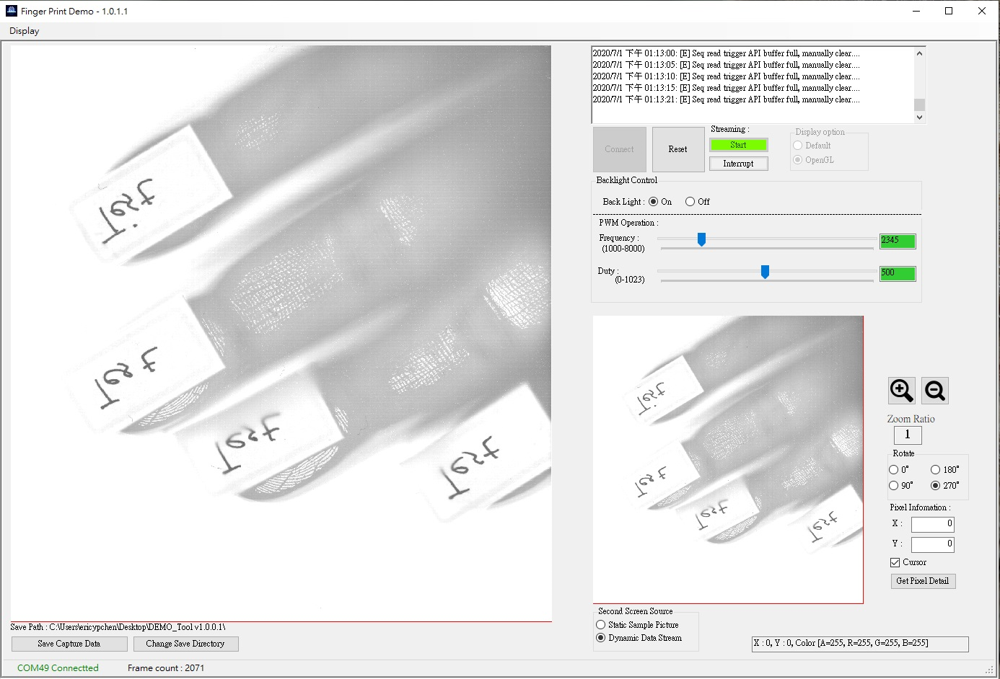 Finger Print Demo - 1.0.1.1
Display
Test
Test
Test
Test
Save Path : C:\Users\ericypchen\Desktop\DEMO_Tool v1.0.0.1\
Save Capture Data
Change Save Directory
2020/7/1 下午 01:13:00: [E] Seq read trigger API buffer full, manually clear....
2020/7/1 下午 01:13:05: [E] Seq read trigger API buffer full, manually clear....
2020/7/1 下午 01:13:10: [E] Seq read trigger API buffer full, manually clear....
2020/7/1 下午 01:13:15: [E] Seq read trigger API buffer full, manually clear....
2020/7/1 下午 01:13:21: [E] Seq read trigger API buffer full, manually clear....
Connect
Reset
Streaming :
Start
Interrupt
Display option
Default
OpenGL
Backlight Control
Back Light : On Off
PWM Operation :
Frequency :
(1000-8000)
2345
Duty :
(0-1023)
500
Test
Test
Test
Test
Zoom Ratio
1
Rotate
0° 180°
90° 270°
Pixel Infomation :
X : 0
Y : 0
Cursor
Get Pixel Detail
Second Screen Source
Static Sample Picture
Dynamic Data Stream
X : 0, Y : 0, Color [A=255, R=255, G=255, B=255]
COM49 Connectted
Frame count : 2071